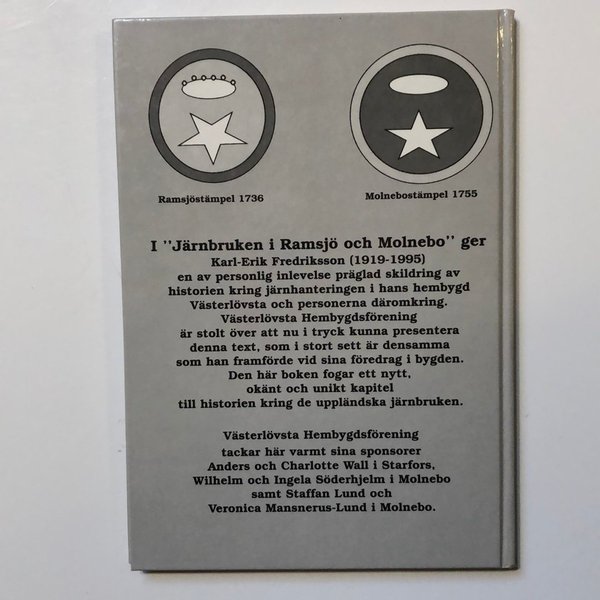 Ramsjöstämpel 1736
Molnebostämpel 1755
I "Järnbruken i Ramsjö och Molnebo" ger
Karl-Erik Fredriksson (1919-1995)
en av personlig inlevelse präglad skildring av
historien kring järnhanteringen i hans hembygd
Västerlövsta och personerna däromkring.
Västerlövsta Hembygdsförening
är stolt över att nu i tryck kunna presentera
denna text, som i stort sett är densamma
som han framförde vid sina föredrag i bygden.
Den här boken fogar ett nytt,
okänt och unikt kapitel
till historien kring de uppländska järnbruken.
Västerlövsta Hembygdsförening
tackar här varmt sina sponsorer
Anders och Charlotte Wall i Starfors,
Wilhelm och Ingela Söderhjelm i Molnebo
samt Staffan Lund och
Veronica Mansnerus-Lund i Molnebo.